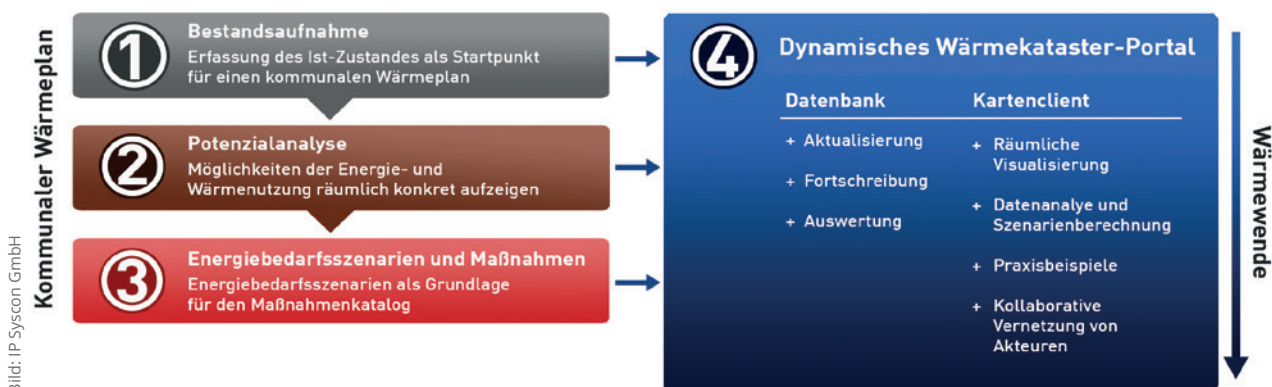 Kommunaler Wärmeplan
1
Bestandsaufnahme
Erfassung des Ist-Zustandes als Startpunkt
für einen kommunalen Wärmeplan
2
Potenzialanalyse
Möglichkeiten der Energie- und
Wärmenutzung räumlich konkret aufzeigen
3
Energiebedarfsszenarien und Maßnahmen
Energiebedarfsszenarien als Grundlage
für den Maßnahmenkatalog
4
Dynamisches Wärmekataster-Portal
Datenbank
+ Aktualisierung
+ Fortschreibung
+ Auswertung
Kartenclient
+ Räumliche
Visualisierung
+ Datenanalye und
Szenarienberechnung
+ Praxisbeispiele
+ Kollaborative
Vernetzung von
Akteuren
Wärmewende
Bild: IP Syscon GmbH